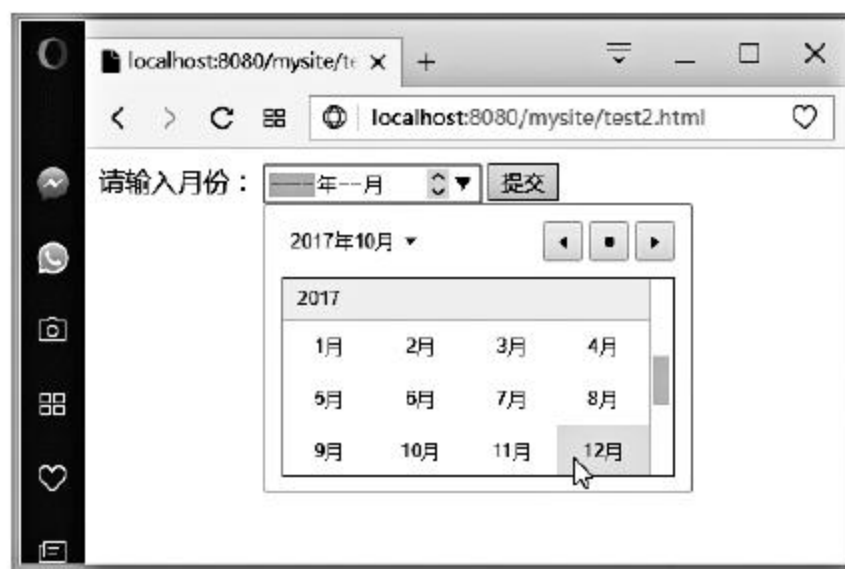 localhost:8080/mysite/te
localhost:8080/mysite/test2.html
请输入月份： ----年--月 提交
2017年10月
2017
1月 2月 3月 4月
5月 6月 7月 8月
9月 10月 11月 12月